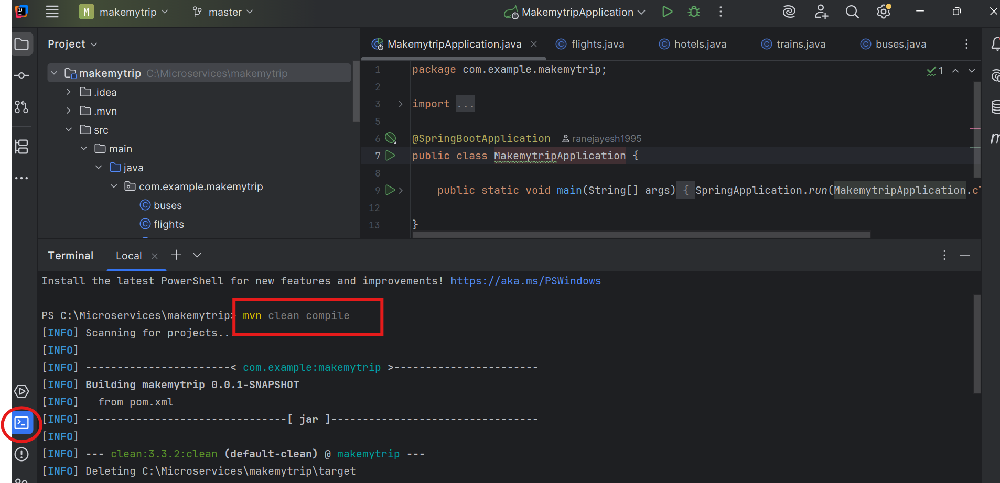 M makemytrip master MakemytripApplication
Project
makemytrip C:\Microservices\makemytrip
.idea
.mvn
src
main
java
com.example.makemytrip
buses
flights
MakemytripApplication.java flights.java hotels.java trains.java buses.java
1 package com.example.makemytrip;
1
2
3 import ...
5
6 @SpringBootApplication ranejayesh1995
7 public class MakemytripApplication {
8
9 public static void main(String[] args) { SpringApplication.run(MakemytripApplication.cl
12
13 }
Terminal Local
Install the latest PowerShell for new features and improvements! https://aka.ms/PSWindows
PS C:\Microservices\makemytrip> mvn clean compile
[INFO] Scanning for projects...
[INFO]
[INFO] -----------------------< com.example:makemytrip >-----------------------
[INFO] Building makemytrip 0.0.1-SNAPSHOT
[INFO]   from pom.xml
[INFO] --------------------------------[ jar ]---------------------------------
[INFO]
[INFO] --- clean:3.3.2:clean (default-clean) @ makemytrip ---
[INFO] Deleting C:\Microservices\makemytrip\target